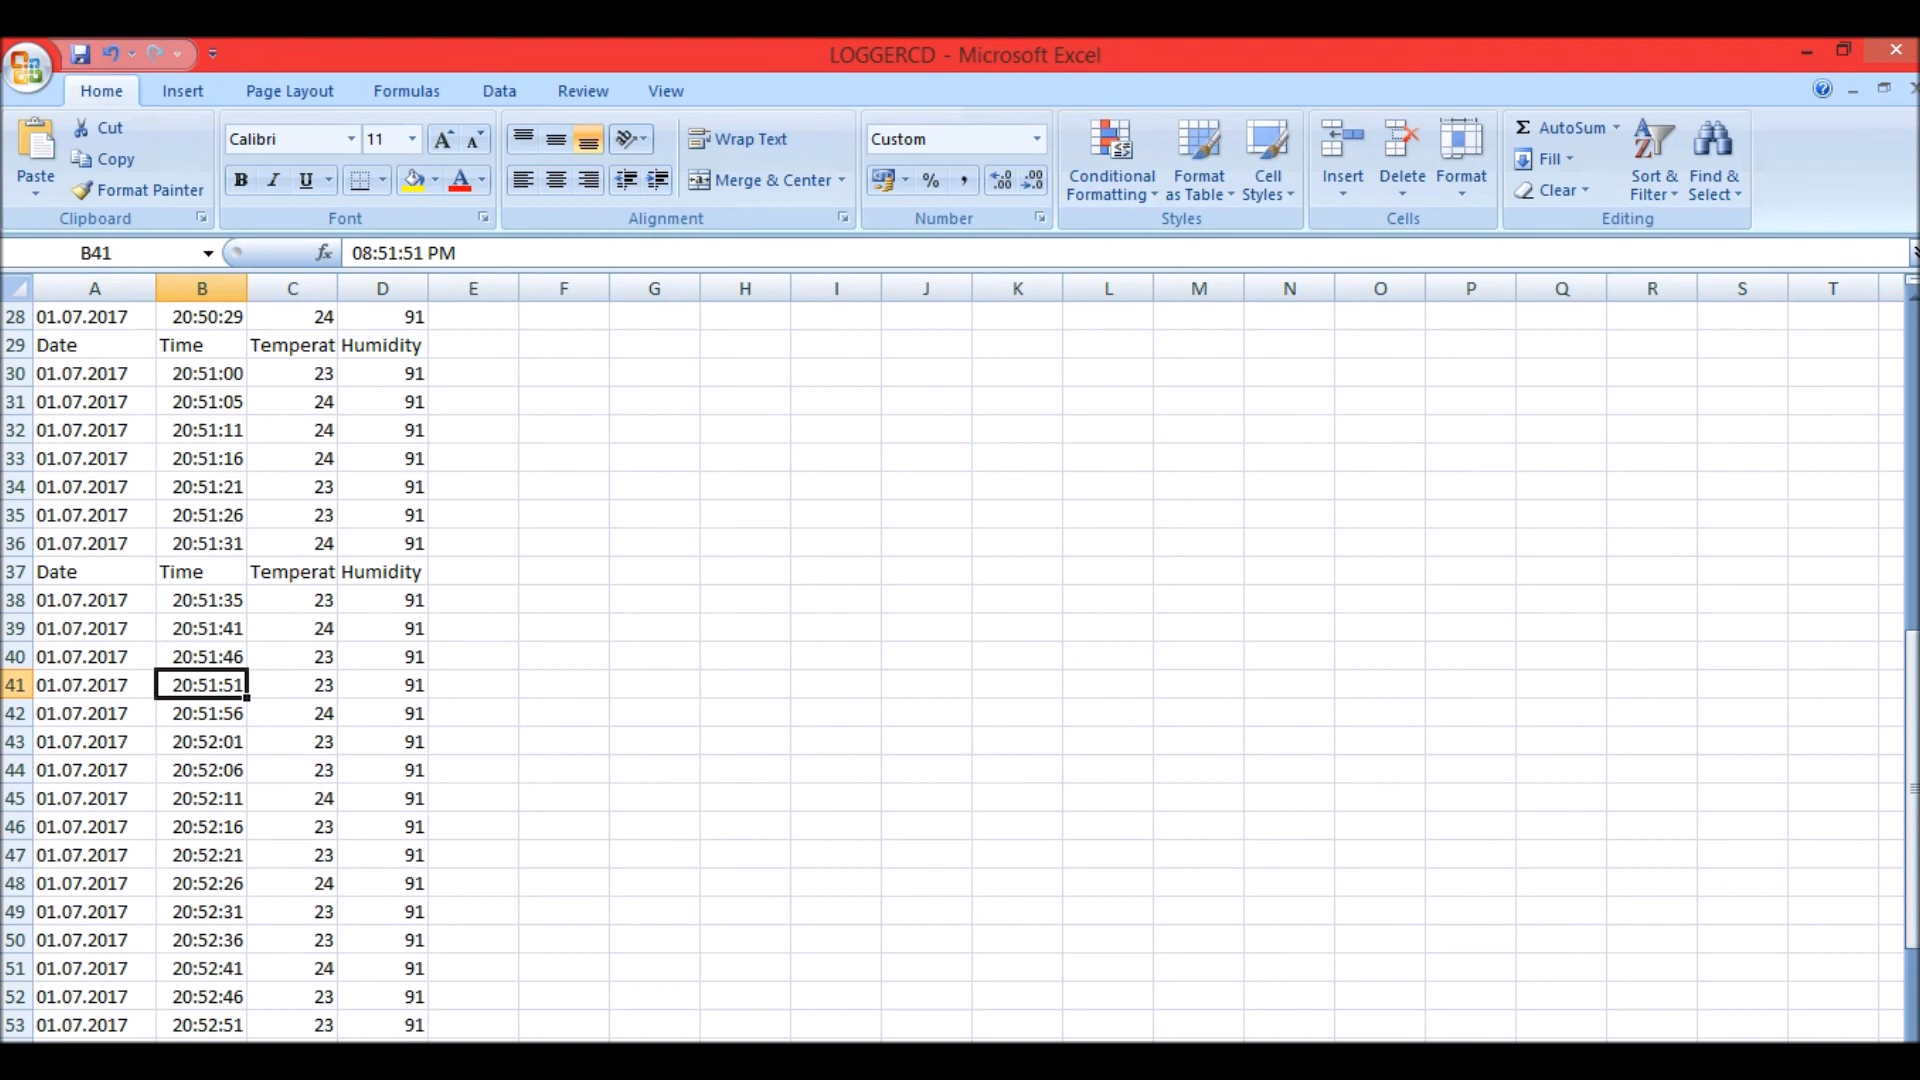 LOGGERCD - Microsoft Excel
Home Insert Page Layout Formulas Data Review View
Paste
Cut
Copy
Format Painter
Clipboard
Calibri 11
B I U
Font
Wrap Text
Merge & Center
Alignment
Custom
Number
Conditional Formatting
Format as Table
Cell Styles
Styles
Insert Delete Format
Cells
Σ AutoSum
Fill
Clear
Sort & Filter
Find & Select
Editing
B41 fx 08:51:51 PM
A B C D E F G H I J K L M N O P Q R S T
28 01.07.2017 20:50:29 24 91
29 Date Time Temperat Humidity
30 01.07.2017 20:51:00 23 91
31 01.07.2017 20:51:05 24 91
32 01.07.2017 20:51:11 24 91
33 01.07.2017 20:51:16 24 91
34 01.07.2017 20:51:21 23 91
35 01.07.2017 20:51:26 23 91
36 01.07.2017 20:51:31 24 91
37 Date Time Temperat Humidity
38 01.07.2017 20:51:35 23 91
39 01.07.2017 20:51:41 24 91
40 01.07.2017 20:51:46 23 91
41 01.07.2017 20:51:51 23 91
42 01.07.2017 20:51:56 24 91
43 01.07.2017 20:52:01 23 91
44 01.07.2017 20:52:06 23 91
45 01.07.2017 20:52:11 24 91
46 01.07.2017 20:52:16 23 91
47 01.07.2017 20:52:21 23 91
48 01.07.2017 20:52:26 24 91
49 01.07.2017 20:52:31 23 91
50 01.07.2017 20:52:36 23 91
51 01.07.2017 20:52:41 24 91
52 01.07.2017 20:52:46 23 91
53 01.07.2017 20:52:51 23 91